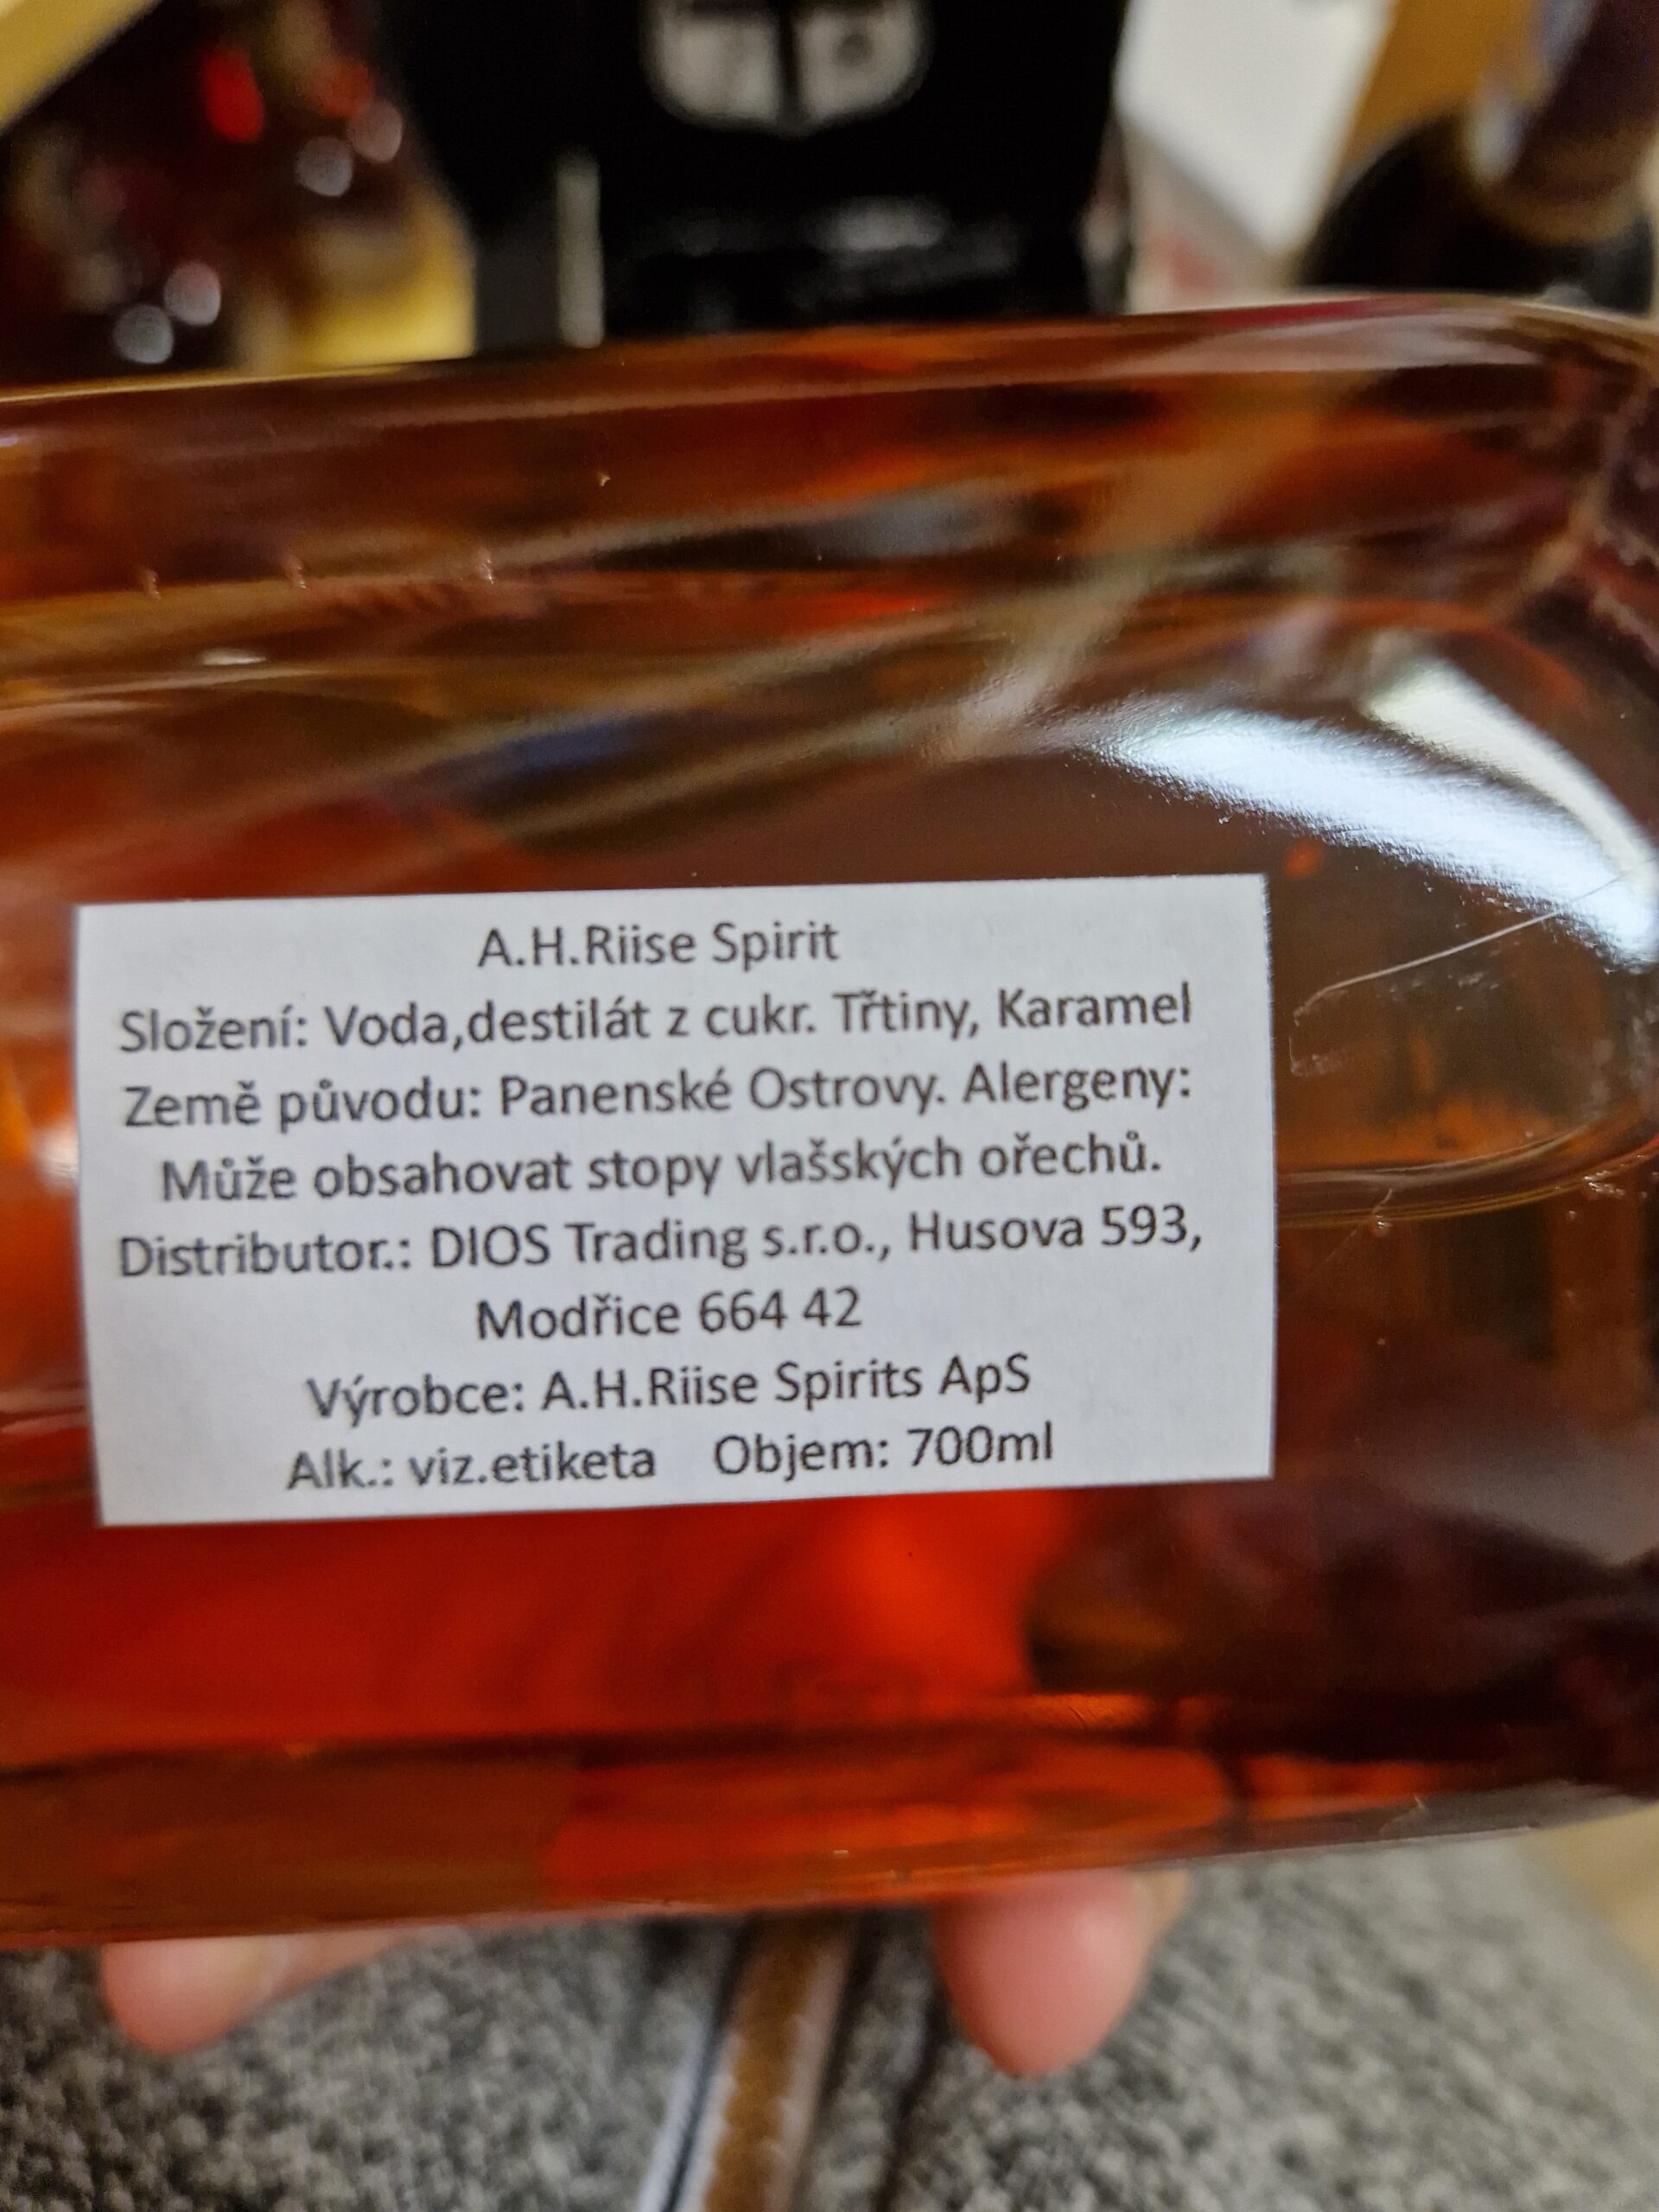 A.H.Riise Spirit
Složení: Voda,destilát z cukr. Třtiny, Karamel
Země původu: Panenské Ostrovy. Alergeny:
Může obsahovat stopy vlašských ořechů.
Distributor.: DIOS Trading s.r.o., Husova 593,
Modřice 664 42
Výrobce: A.H.Riise Spirits ApS
Alk.: viz.etiketa Objem: 700ml